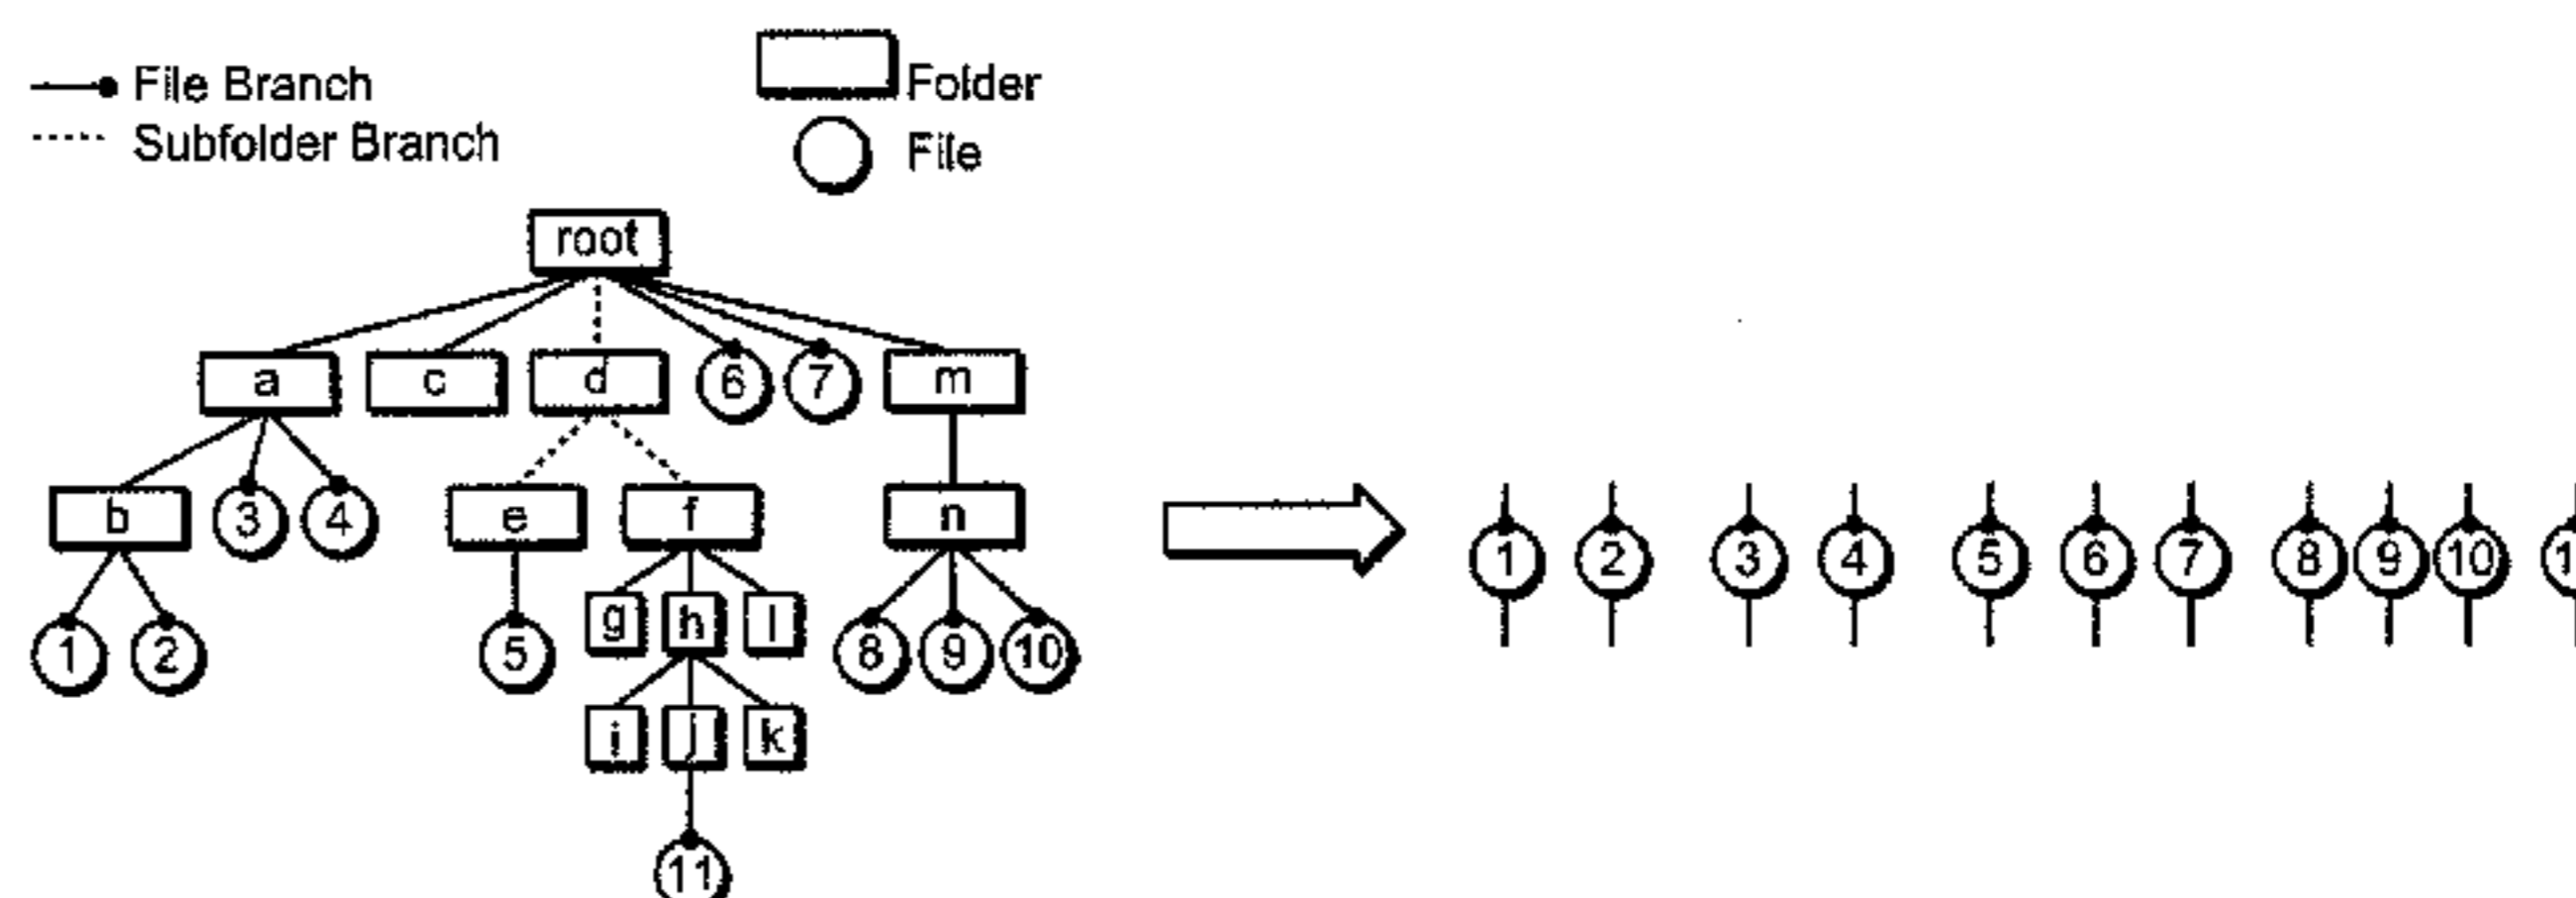 File Branch
Folder
Subfolder Branch
File
root
a c d 6 7 m
b 3 4 e f n
1 2 3 4 5 6 7 8 9 10
g h l
1 2 5 8 9 10
i j k
11